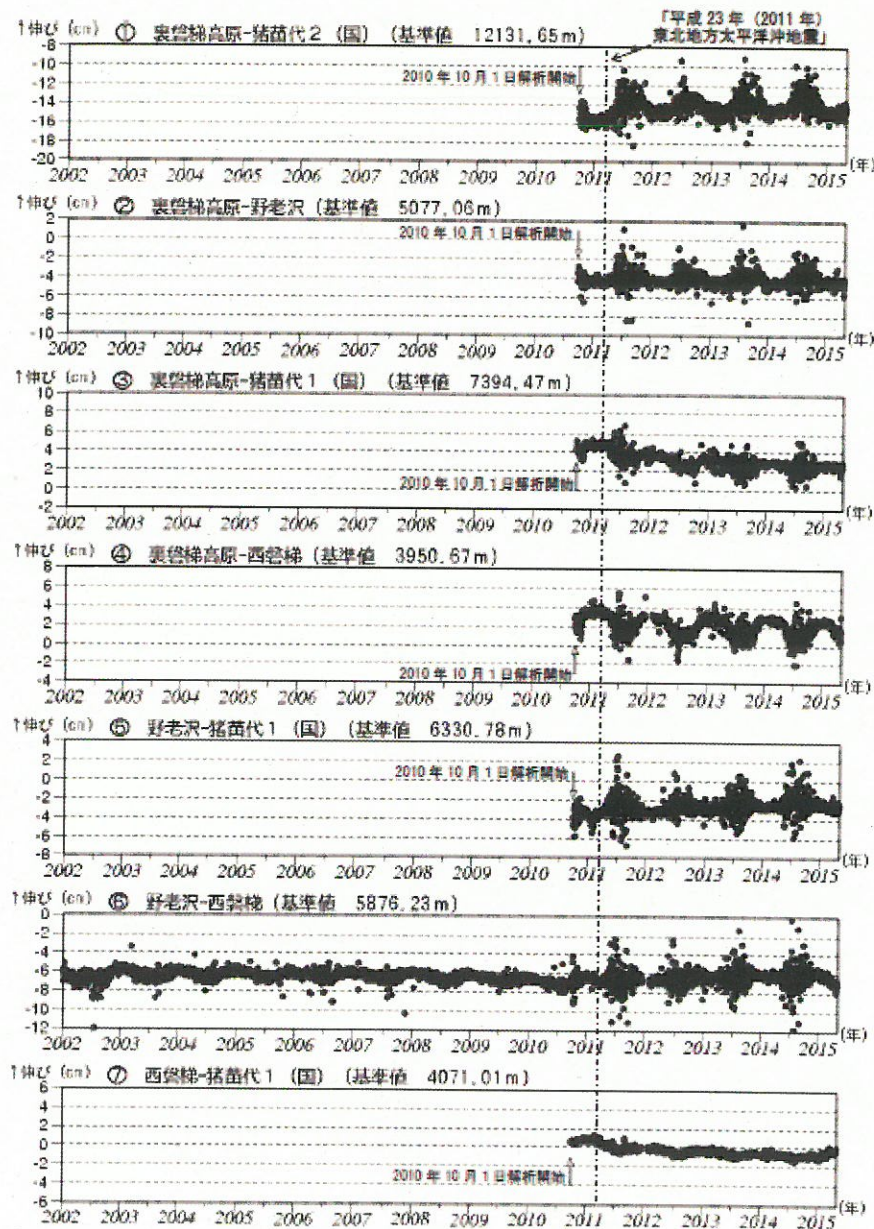 「平成 23 年 (2011 年)
東北地方太平洋沖地震」
↑伸び (cm) ① 裏磐梯高原-猪苗代2 (国) (基準値 12131.65m)
2010 年 10 月 1 日解析開始
-8
-10
-12
-14
-16
-18
-20
2002 2003 2004 2005 2006 2007 2008 2009 2010 2011 2012 2013 2014 2015 (年)
↑伸び (cm) ② 裏磐梯高原-野老沢 (基準値 5077.06m)
2010 年 10 月 1 日解析開始
2
0
-2
-4
-6
-8
-10
2002 2003 2004 2005 2006 2007 2008 2009 2010 2011 2012 2013 2014 2015 (年)
↑伸び (cm) ③ 裏磐梯高原-猪苗代1 (国) (基準値 7394.47m)
10
8
6
4
2
0
-2
2010 年 10 月 1 日解析開始
2002 2003 2004 2005 2006 2007 2008 2009 2010 2011 2012 2013 2014 2015 (年)
↑伸び (cm) ④ 裏磐梯高原-西磐梯 (基準値 3950.67m)
8
6
4
2
0
-2
-4
2010 年 10 月 1 日解析開始
2002 2003 2004 2005 2006 2007 2008 2009 2010 2011 2012 2013 2014 2015 (年)
↑伸び (cm) ⑤ 野老沢-猪苗代1 (国) (基準値 6330.78m)
2010 年 10 月 1 日解析開始
4
2
0
-2
-4
-6
-8
2002 2003 2004 2005 2006 2007 2008 2009 2010 2011 2012 2013 2014 2015 (年)
↑伸び (cm) ⑥ 野老沢-西磐梯 (基準値 5876.23m)
0
-2
-4
-6
-8
-10
-12
2002 2003 2004 2005 2006 2007 2008 2009 2010 2011 2012 2013 2014 2015 (年)
↑伸び (cm) ⑦ 西磐梯-猪苗代1 (国) (基準値 4071.01m)
6
4
2
0
-2
-4
-6
2010 年 10 月 1 日解析開始
2002 2003 2004 2005 2006 2007 2008 2009 2010 2011 2012 2013 2014 2015 (年)